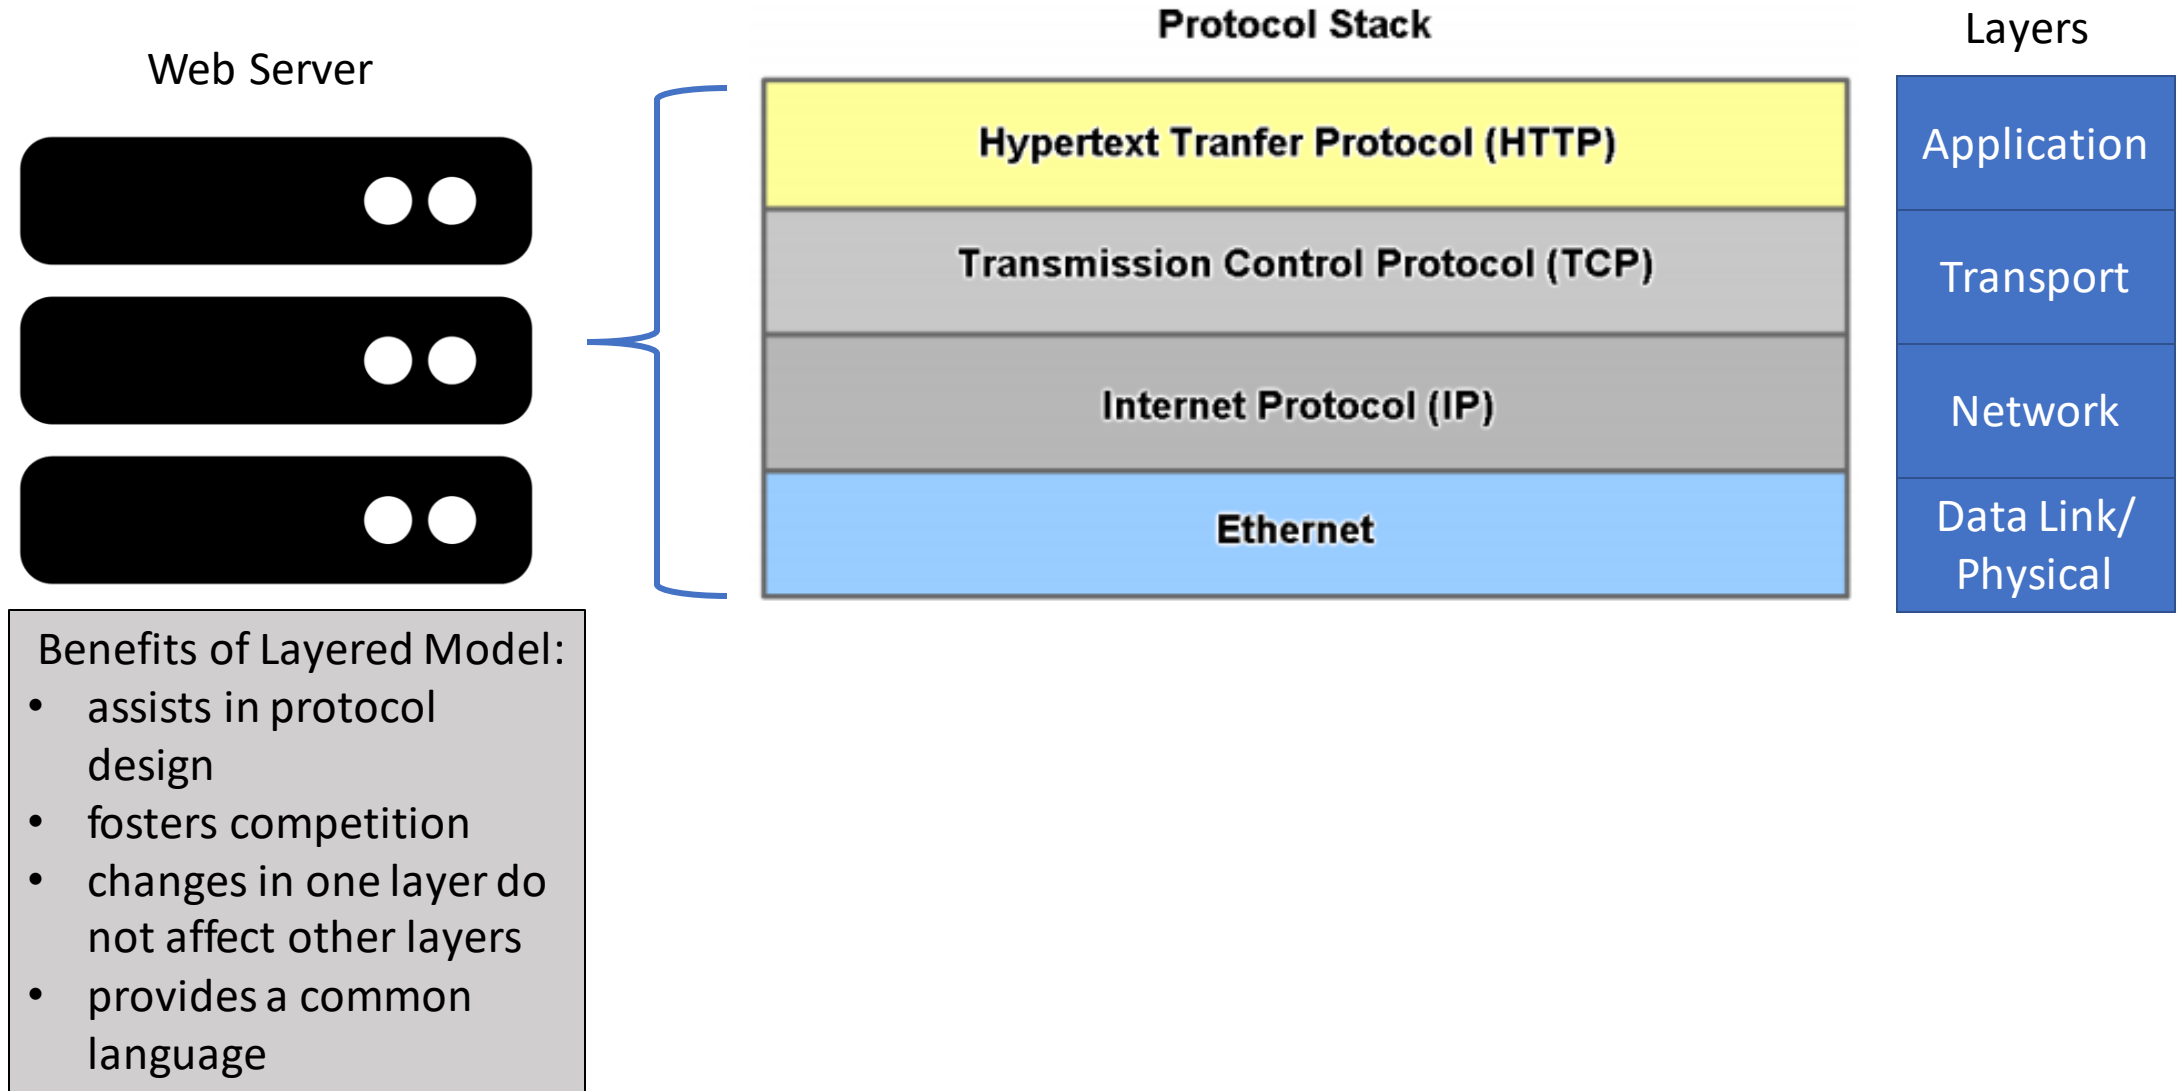 Web Server
Protocol Stack
Layers
Hypertext Tranfer Protocol (HTTP)
Application
Transmission Control Protocol (TCP)
Transport
Internet Protocol (IP)
Network
Ethernet
Data Link/
Physical
Benefits of Layered Model:
• assists in protocol
design
• fosters competition
• changes in one layer do
not affect other layers
• provides a common
language